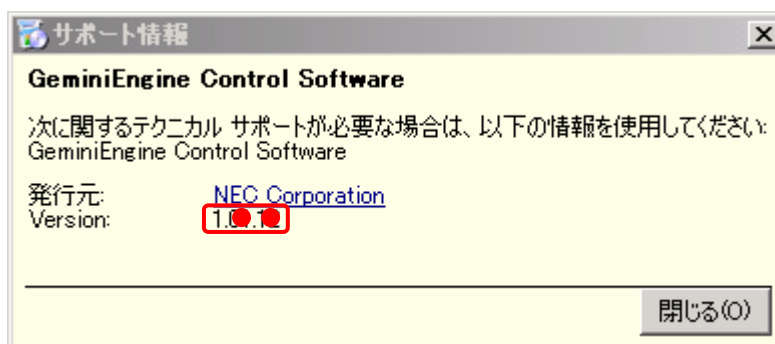 サポート情報
GeminiEngine Control Software
次に関するテクニカル サポートが必要な場合は、以下の情報を使用してください:
GeminiEngine Control Software
発行元: NEC Corporation
Version:
閉じる(O)